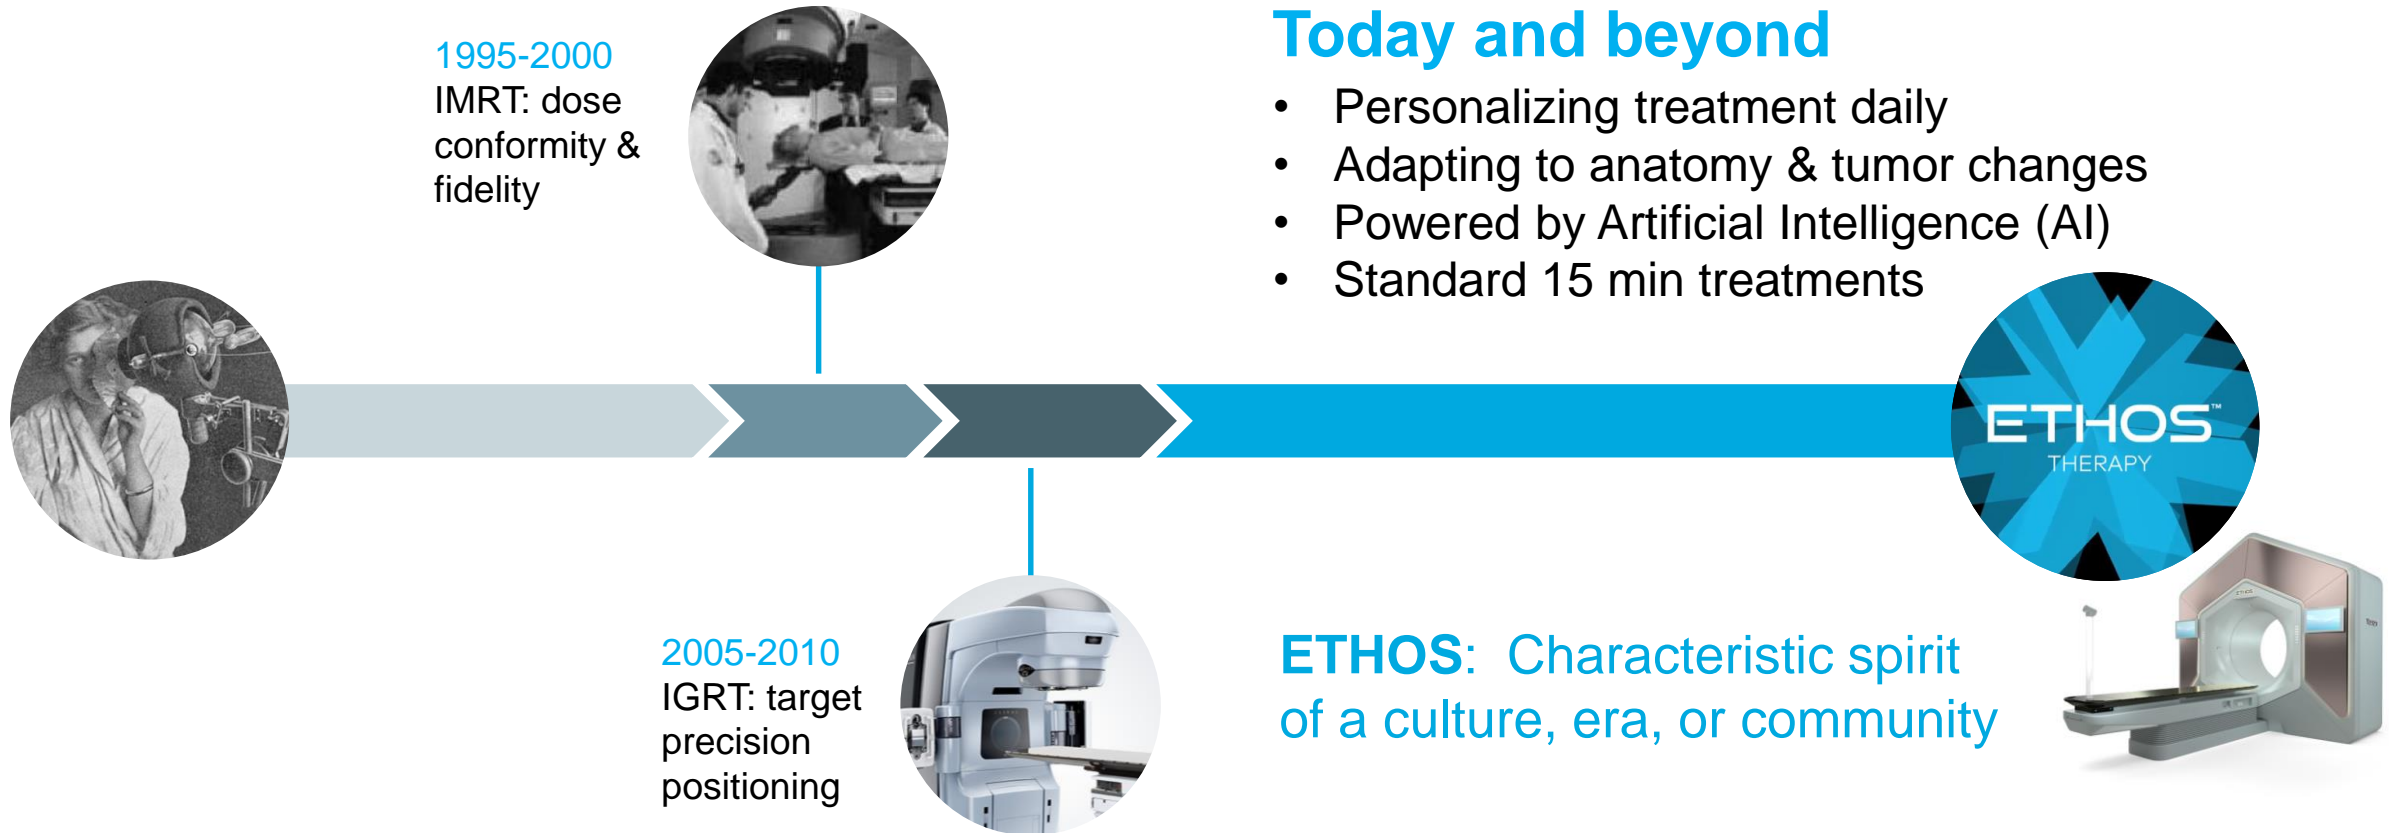 1995-2000
IMRT: dose
conformity &
fidelity
Today and beyond
• Personalizing treatment daily
• Adapting to anatomy & tumor changes
• Powered by Artificial Intelligence (AI)
• Standard 15 min treatments
ETHOS™
THERAPY
2005-2010
IGRT: target
precision
positioning
ETHOS: Characteristic spirit
of a culture, era, or community
ETHOS